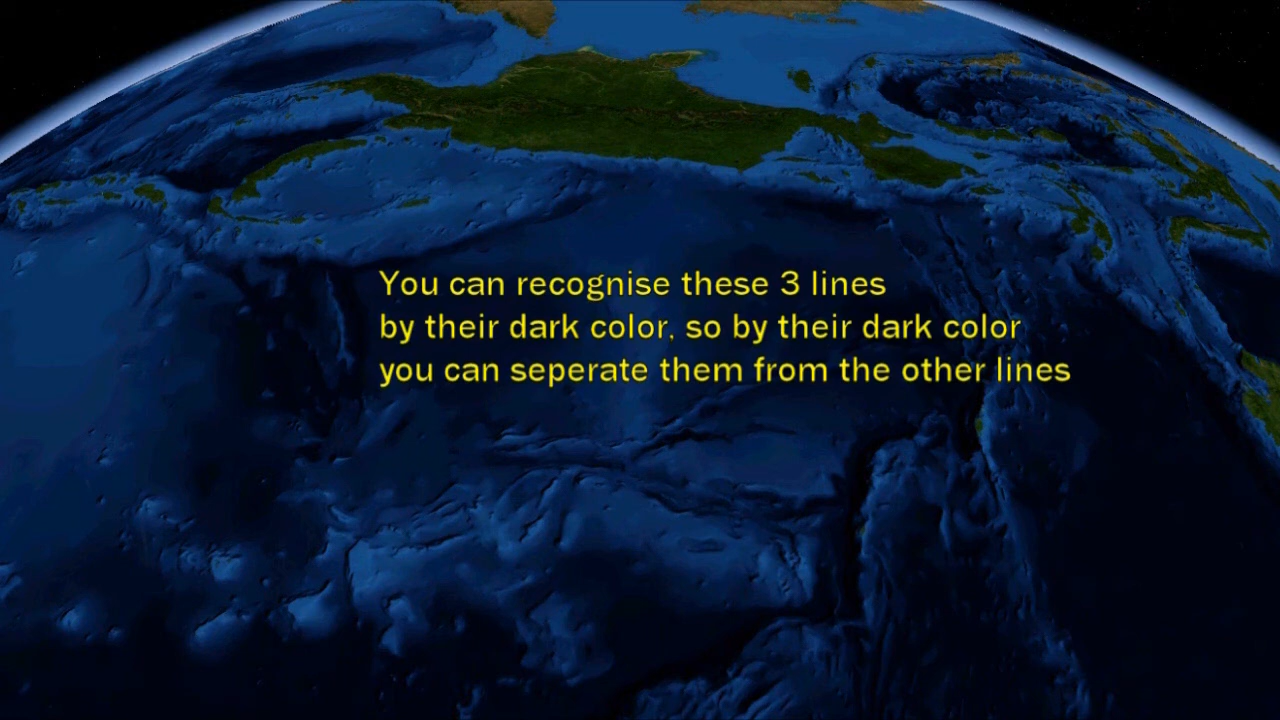 You can recognise these 3 lines
by their dark color, so by their dark color
you can seperate them from the other lines